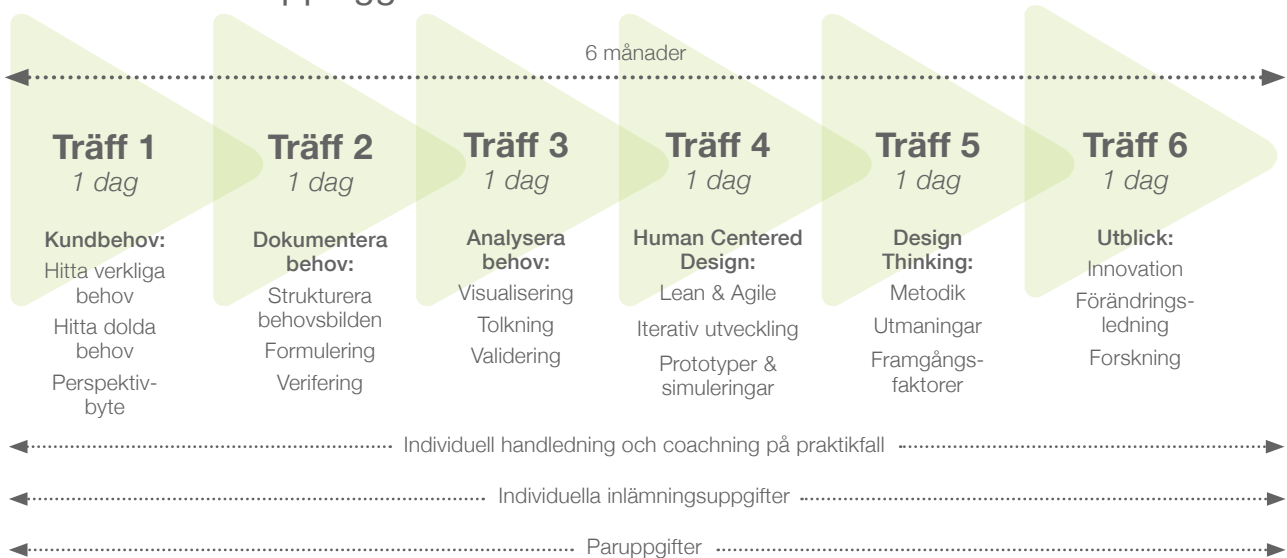 6 månader
Träff 1
1 dag
Kundbehov:
Hitta verkliga
behov
Hitta dolda
behov
Perspektiv-
byte
Träff 2
1 dag
Dokumentera
behov:
Strukturera
behovsbilden
Formulering
Verifering
Träff 3
1 dag
Analysera
behov:
Visualisering
Tolkning
Validering
Träff 4
1 dag
Human Centered
Design:
Lean & Agile
Iterativ utveckling
Prototyper &
simuleringar
Träff 5
1 dag
Design
Thinking:
Metodik
Utmaningar
Framgångs-
faktorer
Träff 6
1 dag
Utblick:
Innovation
Förändrings-
ledning
Forskning
Individuell handledning och coachning på praktikfall
Individuella inlämningsuppgifter
Paruppgifter